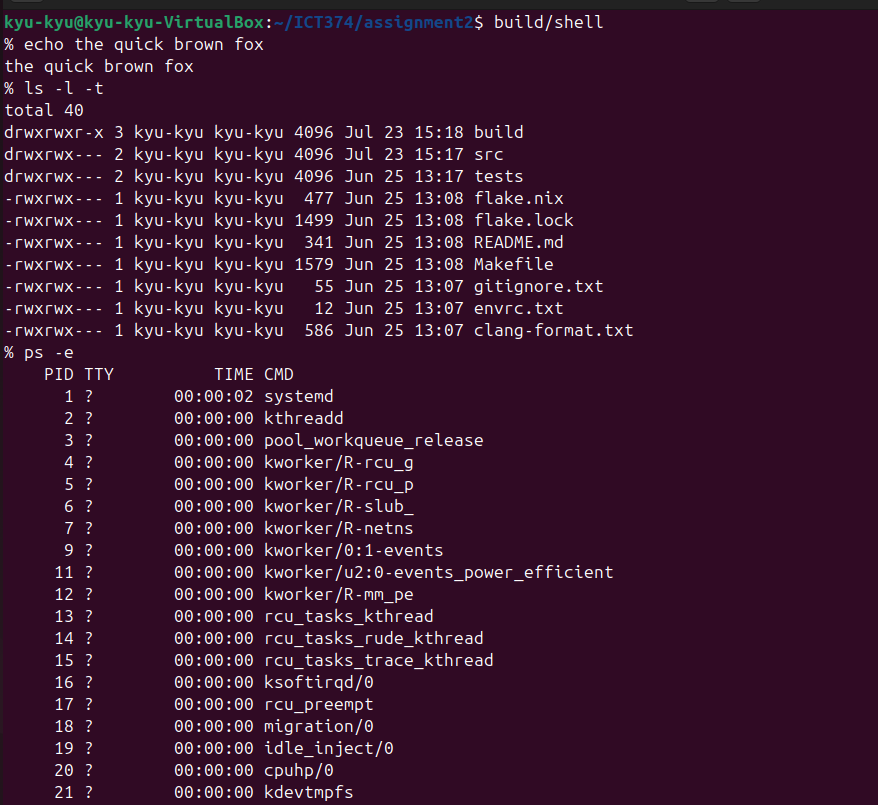 kyu-kyu@kyu-kyu-VirtualBox:~/ICT374/assignment2$ build/shell
% echo the quick brown fox
the quick brown fox
% ls -l -t
total 40
drwxrwxr-x 3 kyu-kyu kyu-kyu 4096 Jul 23 15:18 build
drwxrwx--- 2 kyu-kyu kyu-kyu 4096 Jul 23 15:17 src
drwxrwx--- 2 kyu-kyu kyu-kyu 4096 Jun 25 13:17 tests
-rwxrwx--- 1 kyu-kyu kyu-kyu  477 Jun 25 13:08 flake.nix
-rwxrwx--- 1 kyu-kyu kyu-kyu 1499 Jun 25 13:08 flake.lock
-rwxrwx--- 1 kyu-kyu kyu-kyu  341 Jun 25 13:08 README.md
-rwxrwx--- 1 kyu-kyu kyu-kyu 1579 Jun 25 13:08 Makefile
-rwxrwx--- 1 kyu-kyu kyu-kyu   55 Jun 25 13:07 gitignore.txt
-rwxrwx--- 1 kyu-kyu kyu-kyu   12 Jun 25 13:07 envrc.txt
-rwxrwx--- 1 kyu-kyu kyu-kyu  586 Jun 25 13:07 clang-format.txt
% ps -e
    PID TTY          TIME CMD
      1 ?        00:00:02 systemd
      2 ?        00:00:00 kthreadd
      3 ?        00:00:00 pool_workqueue_release
      4 ?        00:00:00 kworker/R-rcu_g
      5 ?        00:00:00 kworker/R-rcu_p
      6 ?        00:00:00 kworker/R-slub_
      7 ?        00:00:00 kworker/R-netns
      9 ?        00:00:00 kworker/0:1-events
     11 ?        00:00:00 kworker/u2:0-events_power_efficient
     12 ?        00:00:00 kworker/R-mm_pe
     13 ?        00:00:00 rcu_tasks_kthread
     14 ?        00:00:00 rcu_tasks_rude_kthread
     15 ?        00:00:00 rcu_tasks_trace_kthread
     16 ?        00:00:00 ksoftirqd/0
     17 ?        00:00:00 rcu_preempt
     18 ?        00:00:00 migration/0
     19 ?        00:00:00 idle_inject/0
     20 ?        00:00:00 cpuhp/0
     21 ?        00:00:00 kdevtmpfs